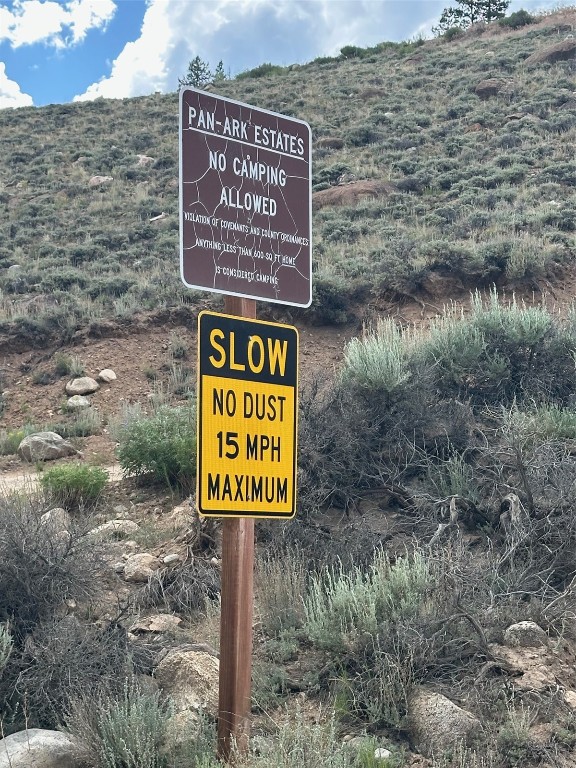 PAN-ARK ESTATES
NO CAMPING
ALLOWED
VIOLATION OF COVENANTS AND COUNTY ORDINANCES
ANYTHING LESS THAN 600 SQ FT HOME
IS CONSIDERED CAMPING
SLOW
NO DUST
15 MPH
MAXIMUM